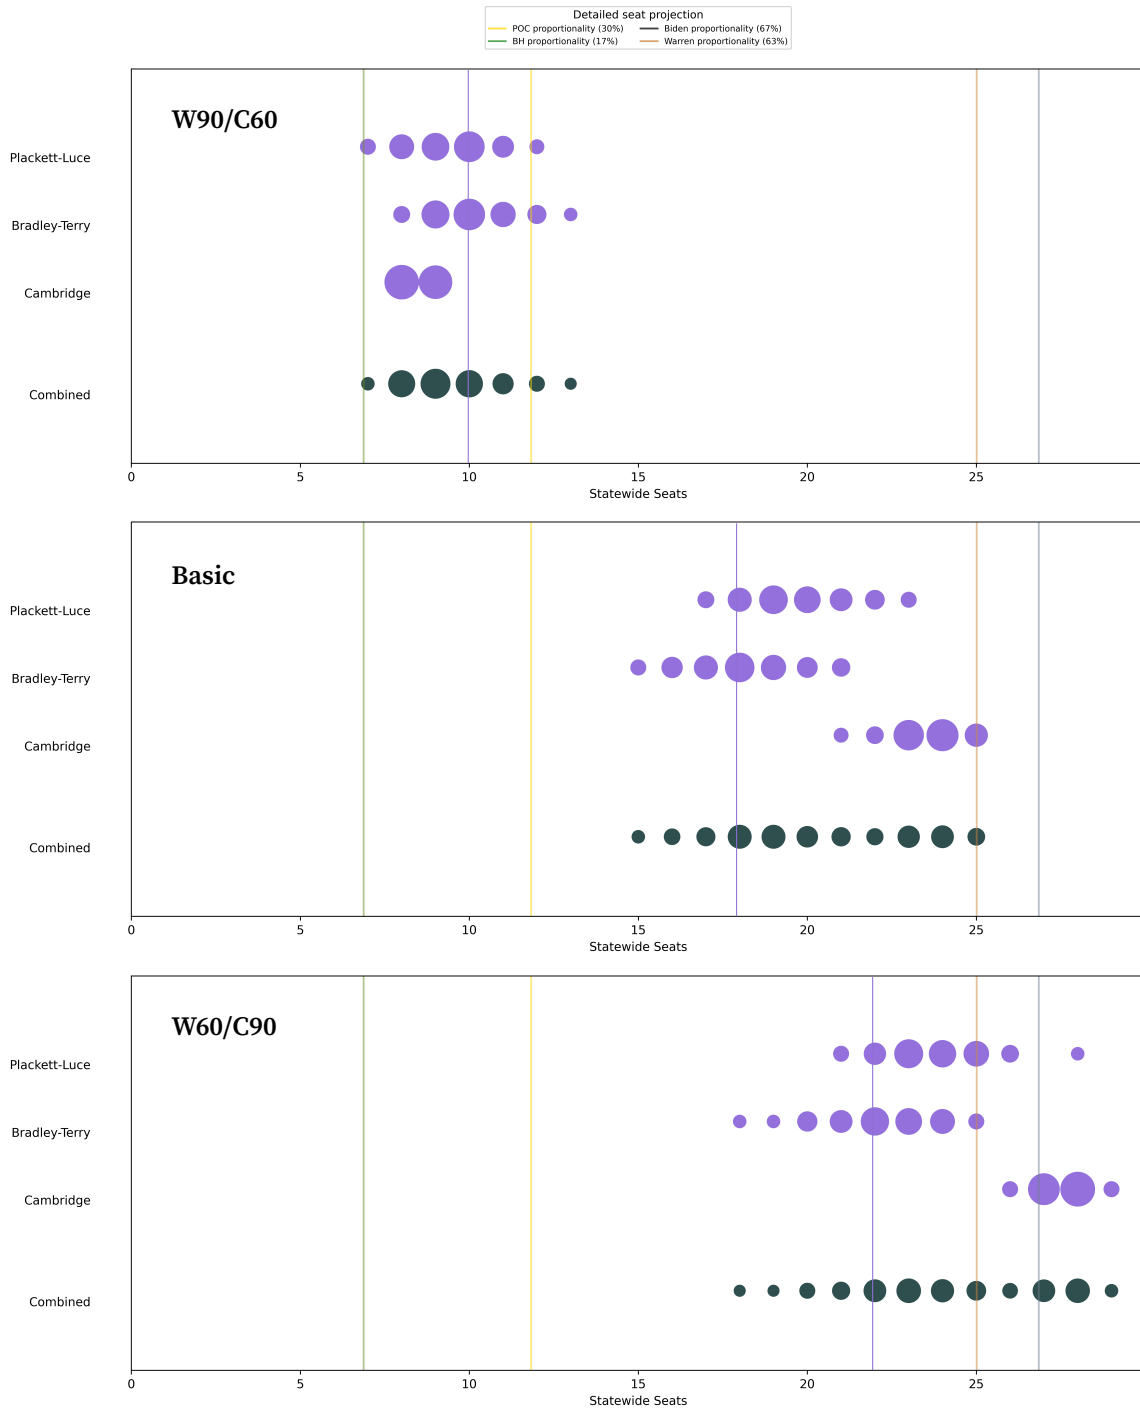 Detailed seat projection
POC proportionality (30%) Biden proportionality (67%)
BH proportionality (17%) Warren proportionality (63%)
W90/C60
Plackett-Luce
Bradley-Terry
Cambridge
Combined
0 5 10 15 20 25
Statewide Seats
Basic
Plackett-Luce
Bradley-Terry
Cambridge
Combined
0 5 10 15 20 25
Statewide Seats
W60/C90
Plackett-Luce
Bradley-Terry
Cambridge
Combined
0 5 10 15 20 25
Statewide Seats